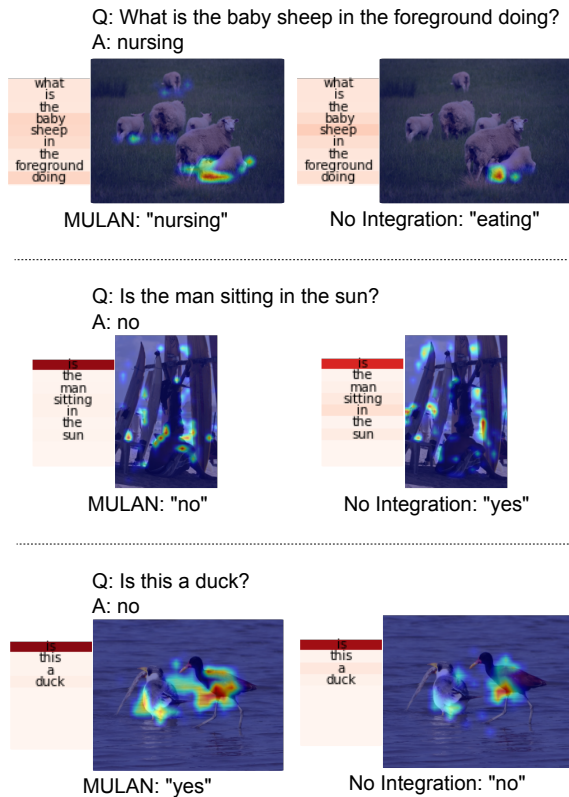 Q: What is the baby sheep in the foreground doing?
A: nursing
what
is
the
baby
sheep
in
the
foreground
doing
what
is
the
baby
sheep
in
the
foreground
doing
MULAN: "nursing"
No Integration: "eating"
Q: Is the man sitting in the sun?
A: no
is
the
man
sitting
in
the
sun
is
the
man
sitting
in
the
sun
MULAN: "no"
No Integration: "yes"
Q: Is this a duck?
A: no
is
this
a
duck
is
this
a
duck
MULAN: "yes"
No Integration: "no"